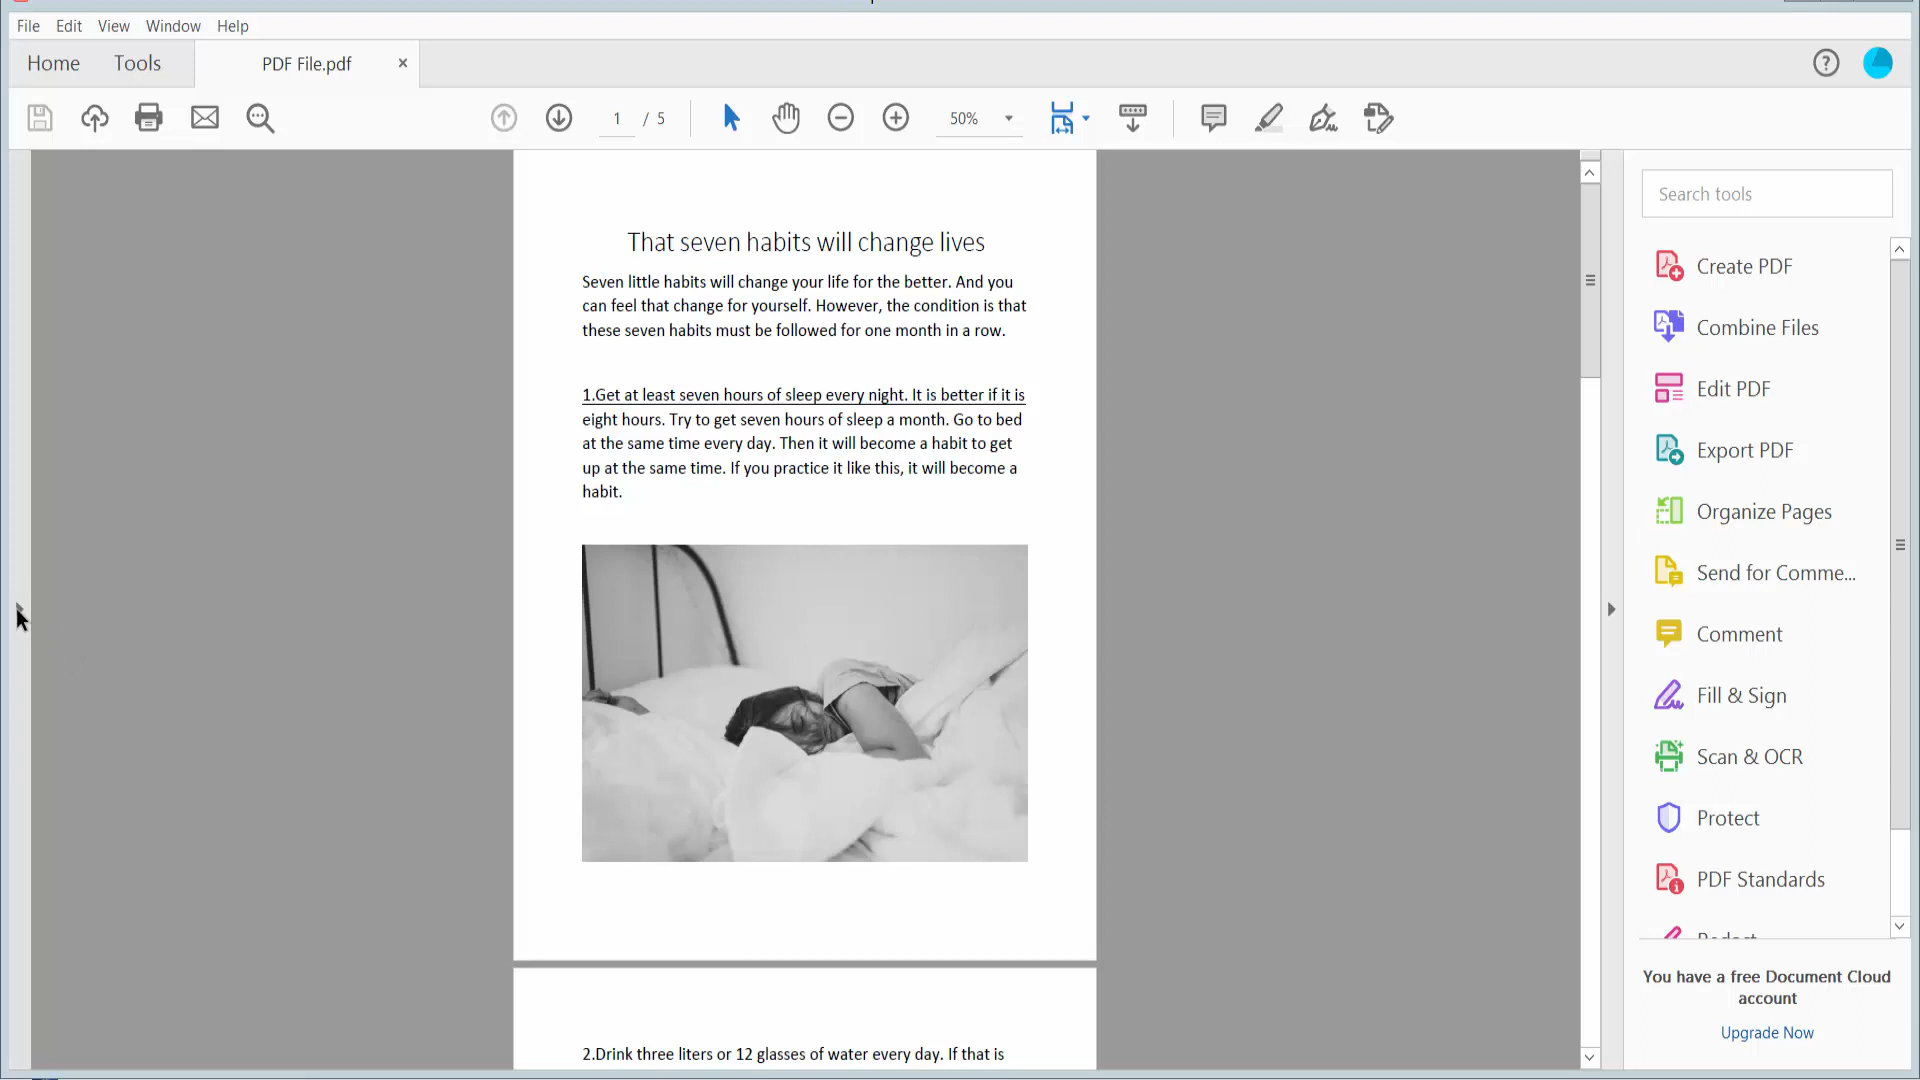 File Edit View Window Help
Home Tools PDF File.pdf ×
1 / 5 50%
That seven habits will change lives
Seven little habits will change your life for the better. And you
can feel that change for yourself. However, the condition is that
these seven habits must be followed for one month in a row.
1.Get at least seven hours of sleep every night. It is better if it is
eight hours. Try to get seven hours of sleep a month. Go to bed
at the same time every day. Then it will become a habit to get
up at the same time. If you practice it like this, it will become a
habit.
2.Drink three liters or 12 glasses of water every day. If that is
Search tools
Create PDF
Combine Files
Edit PDF
Export PDF
Organize Pages
Send for Comme...
Comment
Fill & Sign
Scan & OCR
Protect
PDF Standards
Redact
You have a free Document Cloud
account
Upgrade Now